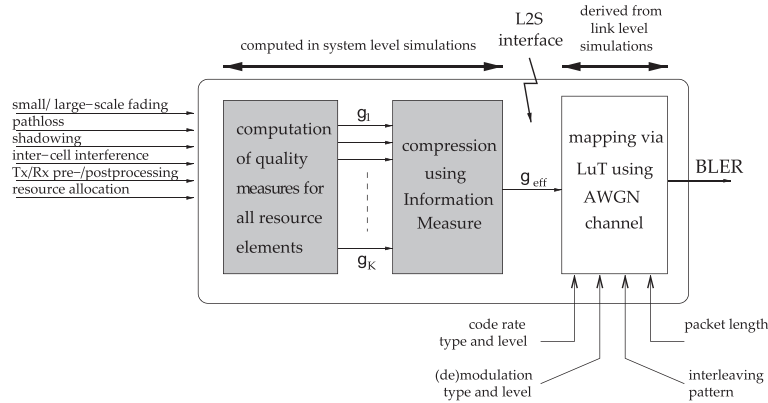 computed in system level simulations
L2S
interface
derived from
link level
simulations
small/ large-scale fading
pathloss
shadowing
inter-cell interference
Tx/Rx pre-/postprocessing
resource allocation
computation
of quality
measures for
all resource
elements
g1
gK
compression
using
Information
Measure
geff
mapping via
LuT using
AWGN
channel
BLER
code rate
type and level
packet length
(de)modulation
type and level
interleaving
pattern